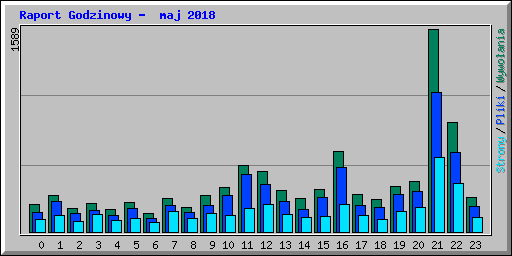 Raport Godzinowy - maj 2018
1589
Strony / Pliki / Wywołania
0 1 2 3 4 5 6 7 8 9 10 11 12 13 14 15 16 17 18 19 20 21 22 23